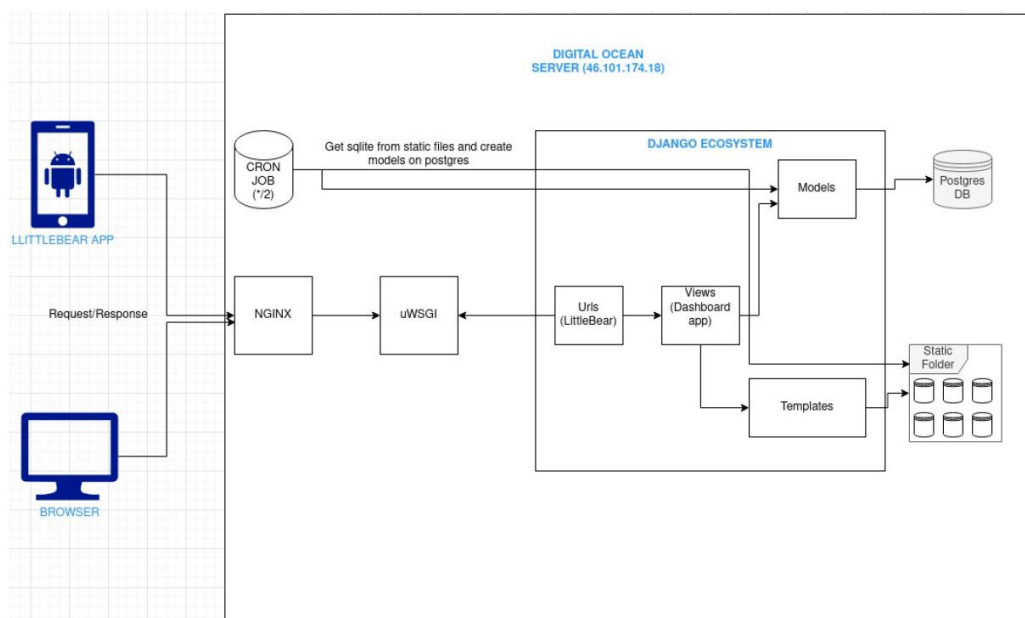 DIGITAL OCEAN
SERVER (46.101.174.18)
Get sqlite from static files and create
models on postgres
DJANGO ECOSYSTEM
CRON
JOB
(*/2)
Models
Postgres
DB
LLITTLEBEAR APP
Request/Response
NGINX
uWSGI
Urls
(LittleBear)
Views
(Dashboard
app)
Static
Folder
Templates
BROWSER